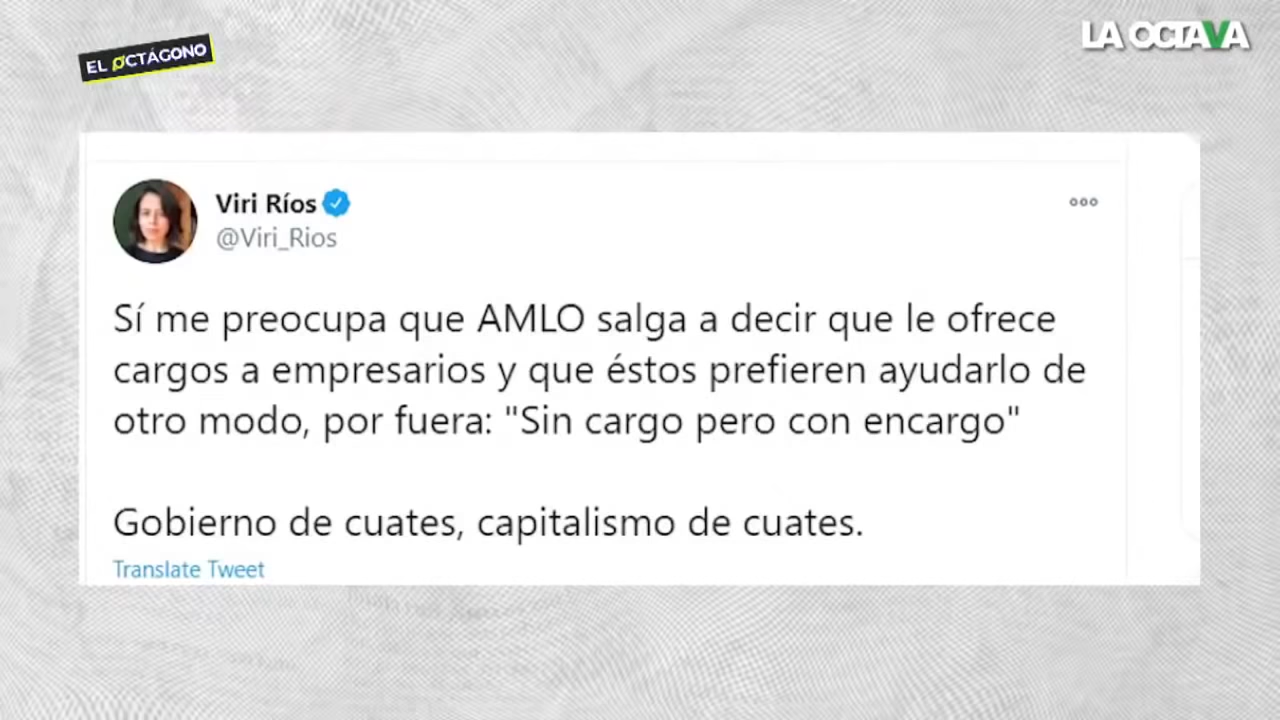 EL OCTÁGONO
LA OCTAVA
Viri Ríos
@Viri_Rios
Sí me preocupa que AMLO salga a decir que le ofrece
cargos a empresarios y que éstos prefieren ayudarlo de
otro modo, por fuera: "Sin cargo pero con encargo"
Gobierno de cuates, capitalismo de cuates.
Translate Tweet